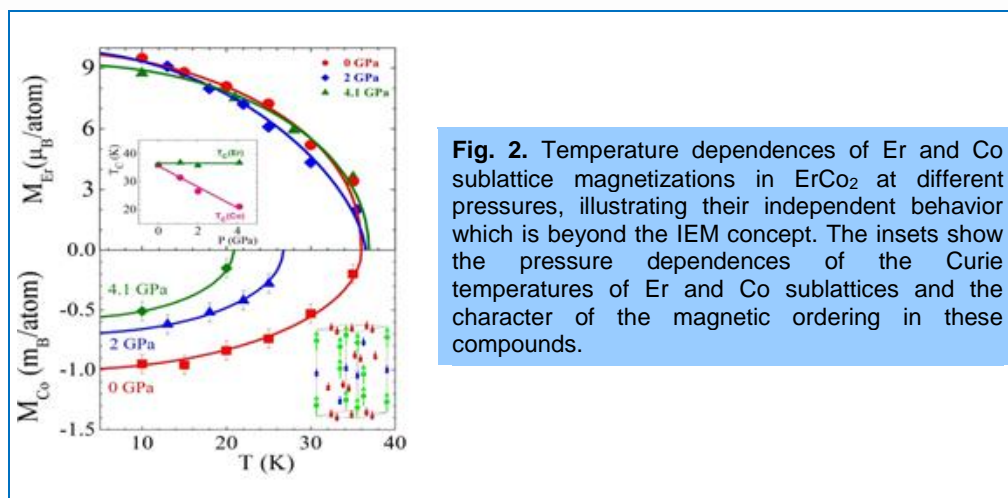 0 GPa
2 GPa
4.1 GPa
9
6
3
0.0
-0.5
-1.0
-1.5
M_Er (μ_B/atom)
M_Co (m_B/atom)
T_C (K)
40
30
20
T_C (Er)
T_C (Co)
0 2 4
P (GPa)
4.1 GPa
2 GPa
0 GPa
10 20 30 40
T (K)
Fig. 2. Temperature dependences of Er and Co
sublattice magnetizations in ErCo₂ at different
pressures, illustrating their independent behavior
which is beyond the IEM concept. The insets show
the pressure dependences of the Curie
temperatures of Er and Co sublattices and the
character of the magnetic ordering in these
compounds.